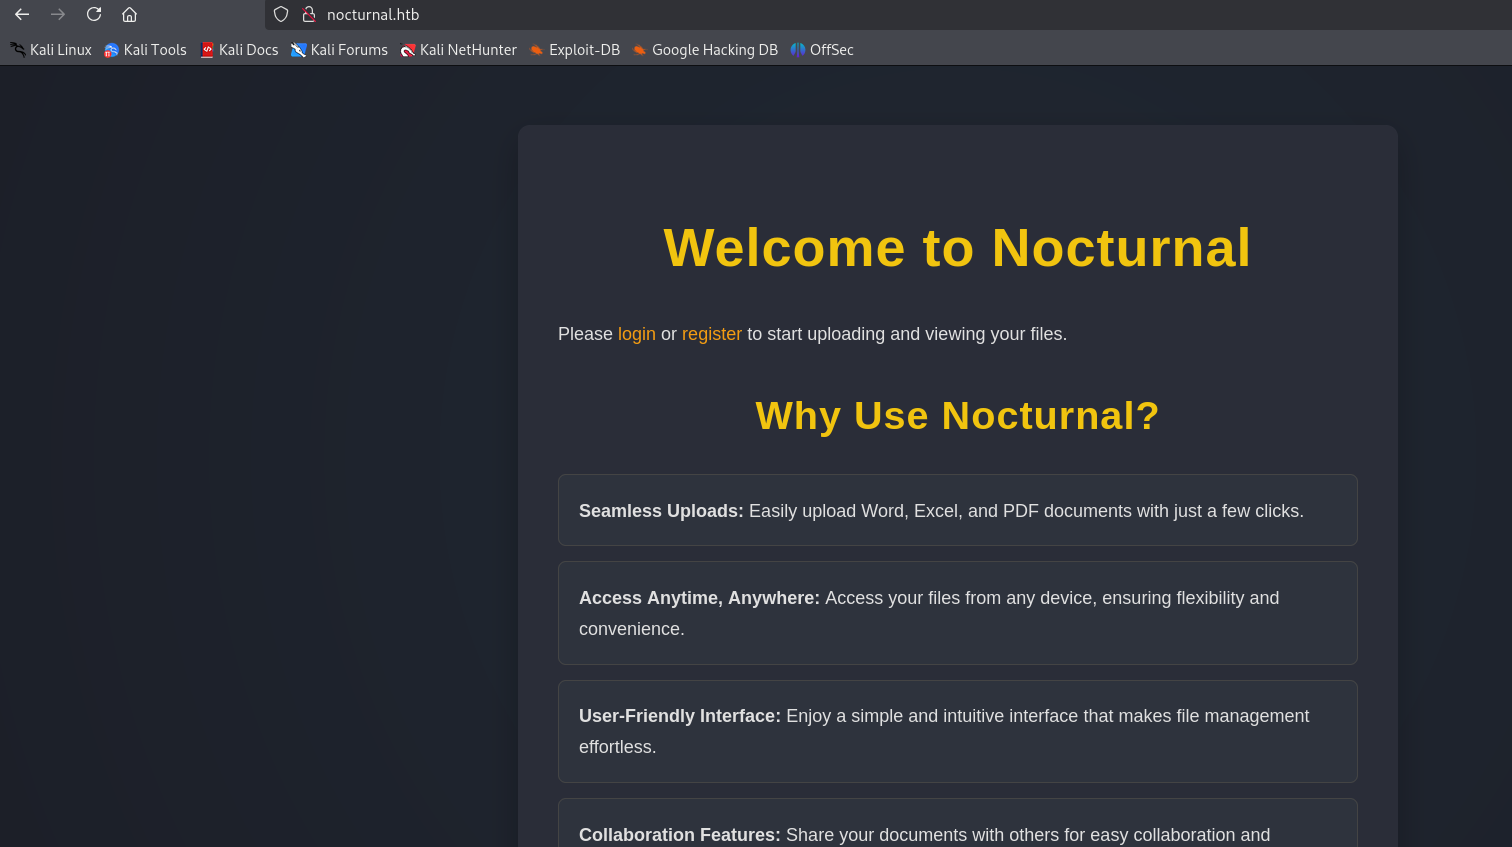 nocturnal.htb
Kali Linux Kali Tools Kali Docs Kali Forums Kali NetHunter Exploit-DB Google Hacking DB OffSec
Welcome to Nocturnal
Please login or register to start uploading and viewing your files.
Why Use Nocturnal?
Seamless Uploads: Easily upload Word, Excel, and PDF documents with just a few clicks.
Access Anytime, Anywhere: Access your files from any device, ensuring flexibility and
convenience.
User-Friendly Interface: Enjoy a simple and intuitive interface that makes file management
effortless.
Collaboration Features: Share your documents with others for easy collaboration and